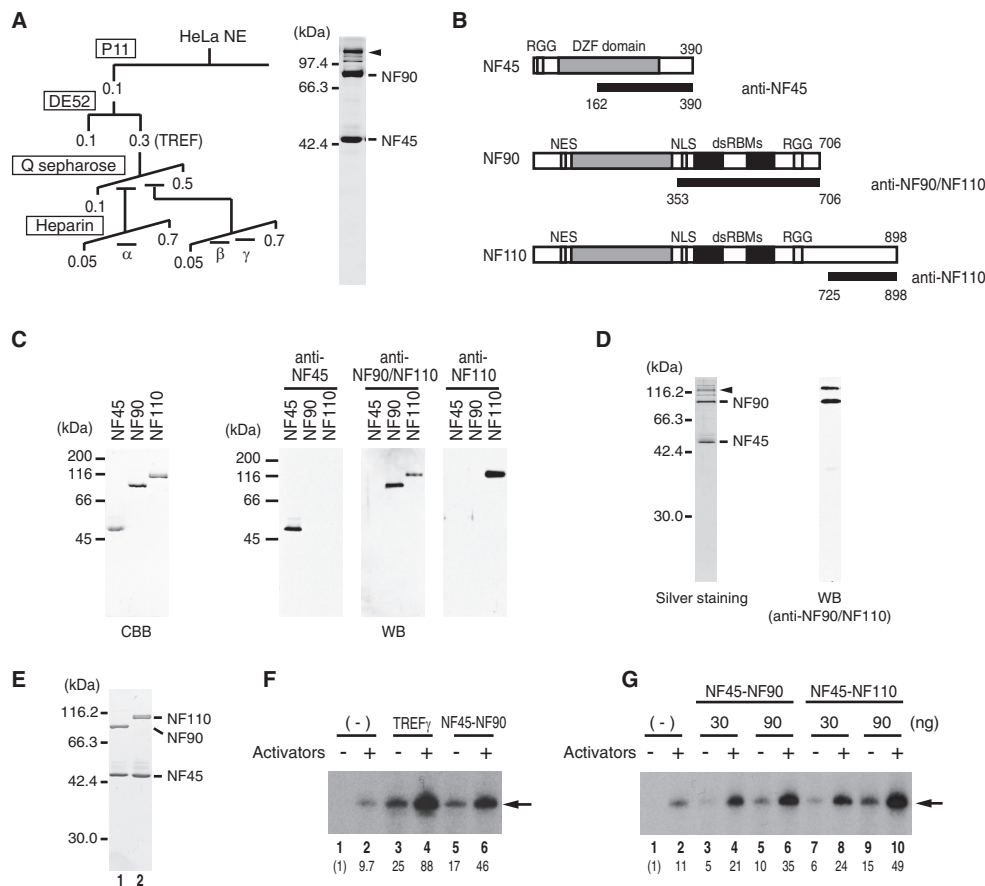 A
HeLa NE
P11
0.1
DE52
0.1
0.3 (TREF)
Q sepharose
0.5
0.1
Heparin
0.7
0.7
0.05
α
0.05
β
γ
(kDa)
97.4
66.3
42.4
NF90
NF45
B
RGG
DZF domain
390
NF45
162
390
anti-NF45
NES
NLS
dsRBMs
RGG
706
NF90
353
706
anti-NF90/NF110
NES
NLS
dsRBMs
RGG
898
NF110
725
898
anti-NF110
C
(kDa)
NF45
NF90
NF110
200
116
66
45
CBB
anti-
NF45
anti-
NF90/NF110
anti-
NF110
(kDa)
NF45
NF90
NF110
NF45
NF90
NF110
NF45
NF90
NF110
200
116
66
45
WB
D
(kDa)
116.2
66.3
42.4
30.0
NF90
NF45
Silver staining
WB
(anti-NF90/NF110)
E
(kDa)
116.2
66.3
42.4
30.0
NF110
NF90
NF45
1 2
F
(-) TREFγ NF45-NF90
Activators - + - + - +
1 2 3 4 5 6
(1) 9.7 25 88 17 46
G
NF45-NF90 NF45-NF110
(-) 30 90 30 90 (ng)
Activators - + - + - + - + - +
1 2 3 4 5 6 7 8 9 10
(1) 11 5 21 10 35 6 24 15 49